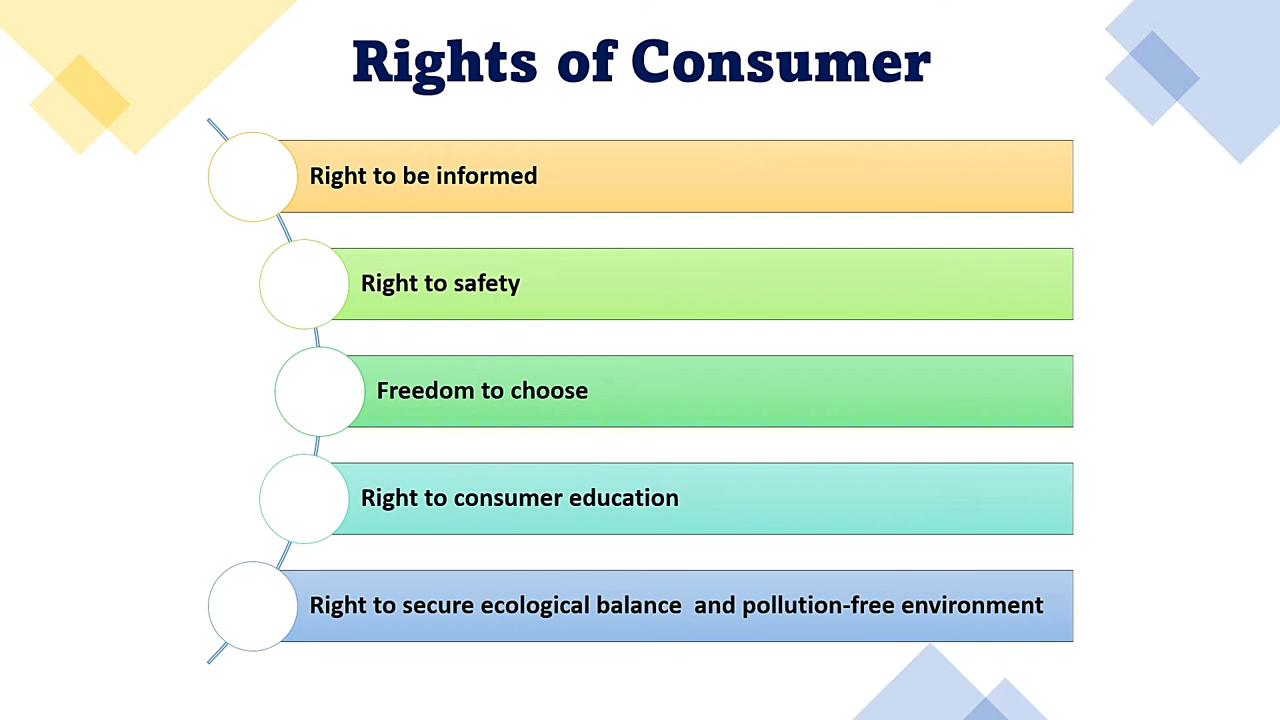 Rights of Consumer
Right to be informed
Right to safety
Freedom to choose
Right to consumer education
Right to secure ecological balance  and pollution-free environment